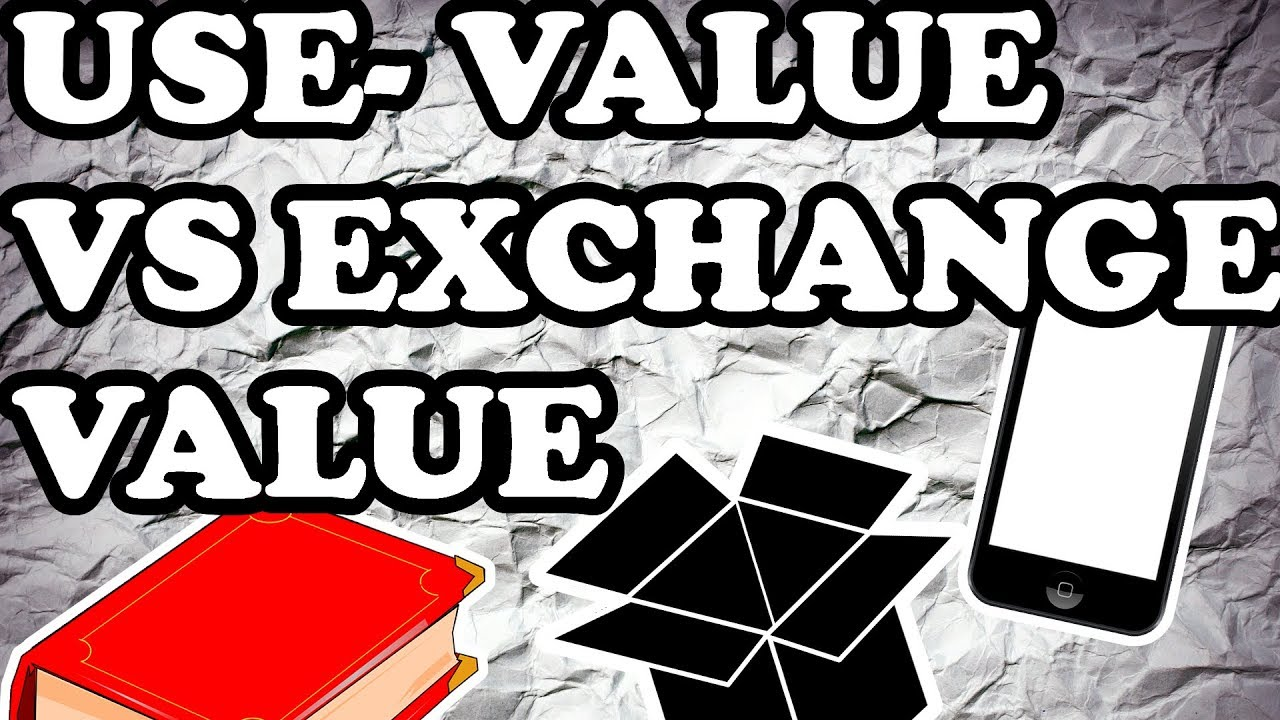 USE- VALUE
VS EXCHANGE
VALUE